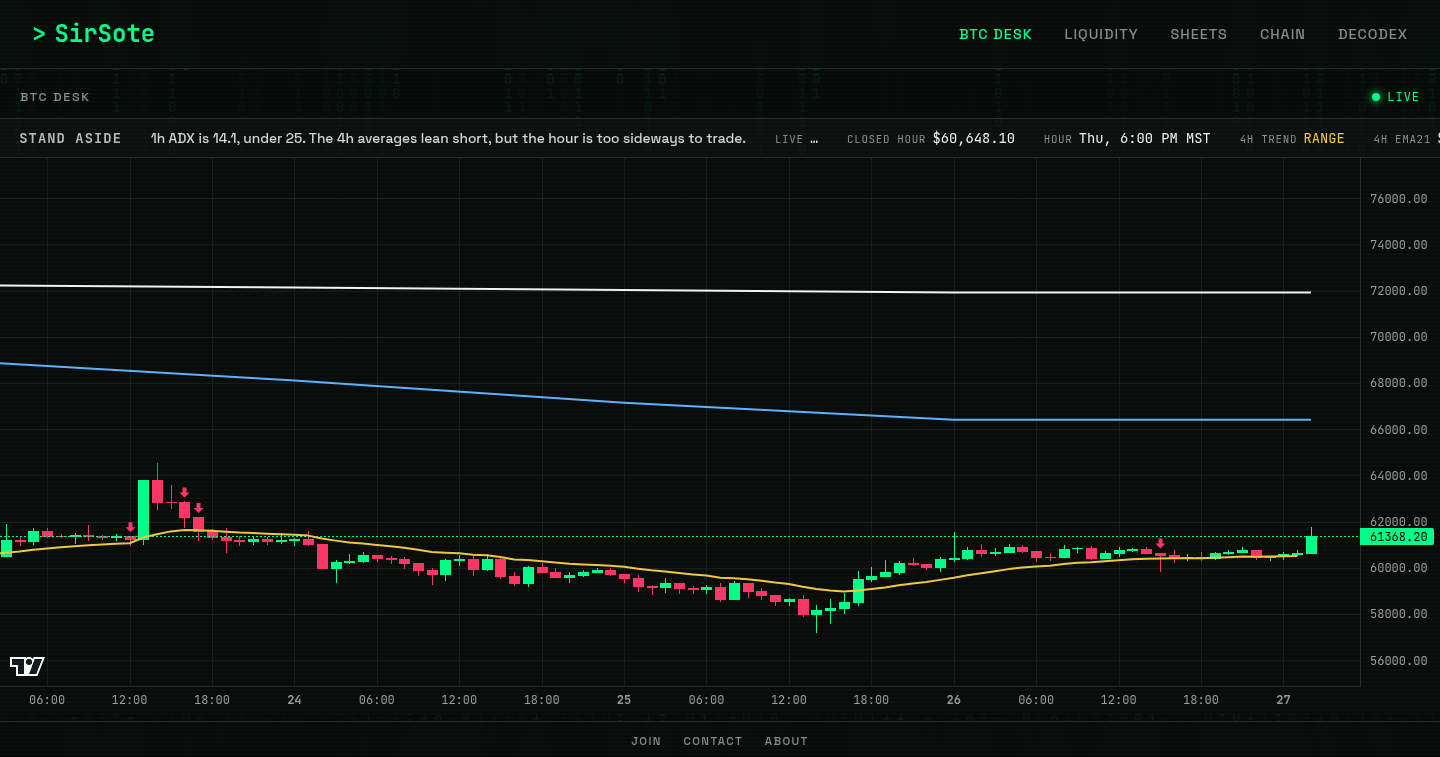 > SirSote
BTC DESK LIQUIDITY SHEETS CHAIN DECODEX
BTC DESK
LIVE
STAND ASIDE 1h ADX is 14.1, under 25. The 4h averages lean short, but the hour is too sideways to trade. LIVE … CLOSED HOUR $60,648.10 HOUR Thu, 6:00 PM MST 4H TREND RANGE 4H EMA21
76000.00
74000.00
72000.00
70000.00
68000.00
66000.00
64000.00
62000.00
61368.20
60000.00
58000.00
56000.00
06:00 12:00 18:00 24 06:00 12:00 18:00 25 06:00 12:00 18:00 26 06:00 12:00 18:00 27
JOIN CONTACT ABOUT